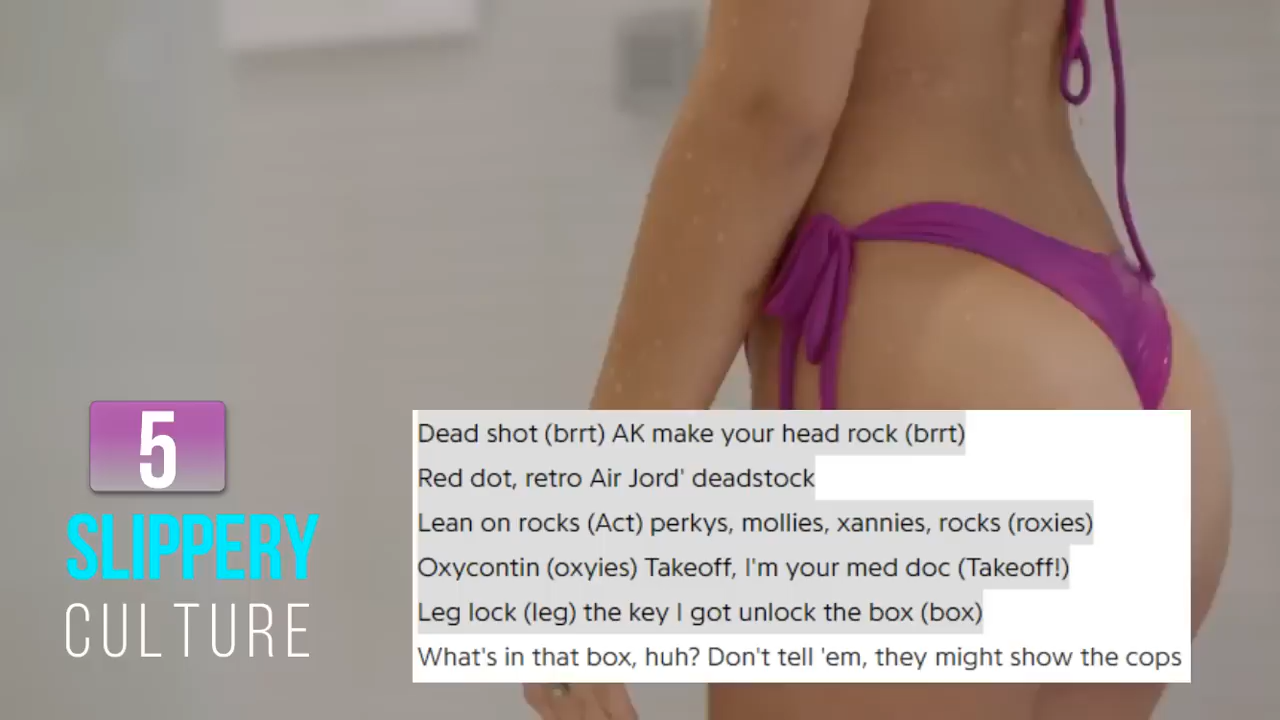 5
SLIPPERY
CULTURE
Dead shot (brrt) AK make your head rock (brrt)
Red dot, retro Air Jord' deadstock
Lean on rocks (Act) perkys, mollies, xannies, rocks (roxies)
Oxycontin (oxyies) Takeoff, I'm your med doc (Takeoff!)
Leg lock (leg) the key I got unlock the box (box)
What's in that box, huh? Don't tell 'em, they might show the cops